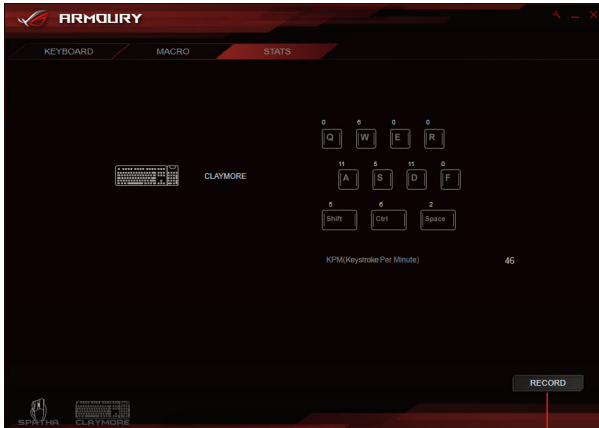 ARMOURY
KEYBOARD MACRO STATS
0 6 0 0
Q W E R
CLAYMORE
11 5 11 0
A S D F
5 6 2
Shift Ctrl Space
KPM(Keystroke Per Minute) 46
RECORD
SPATHA CLAYMORE